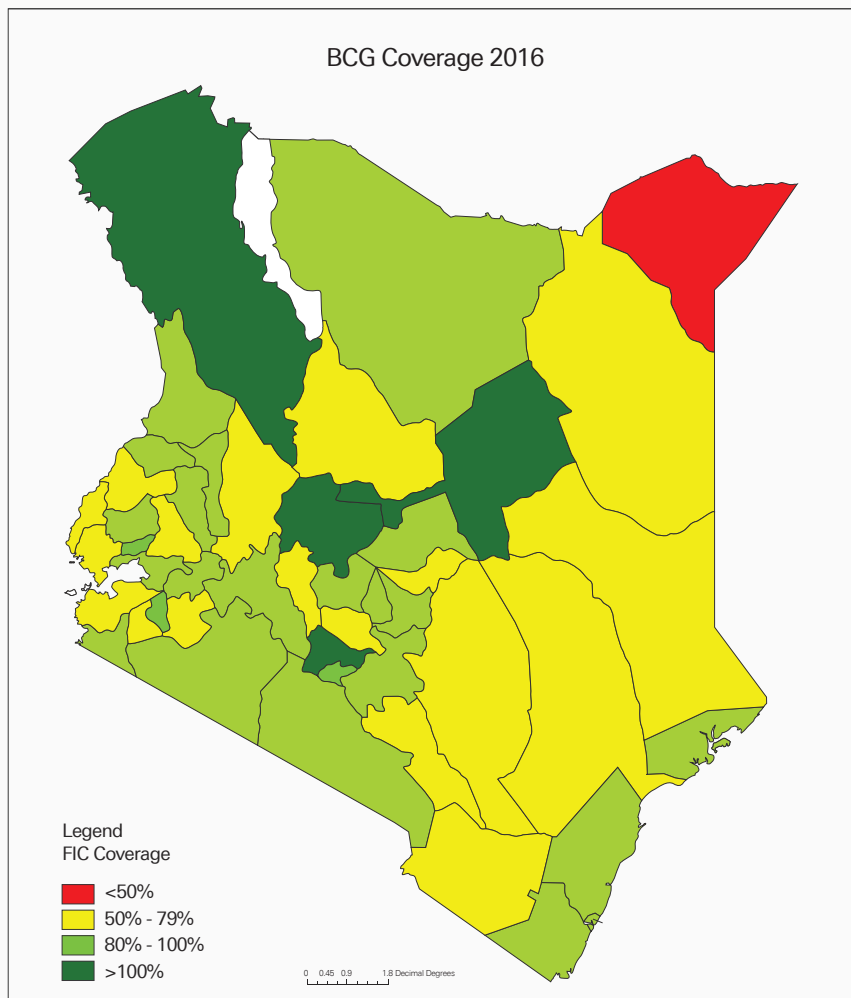 BCG Coverage 2016
Legend
FIC Coverage
<50%
50% - 79%
80% - 100%
>100%
0 0.45 0.9 1.8 Decimal Degrees